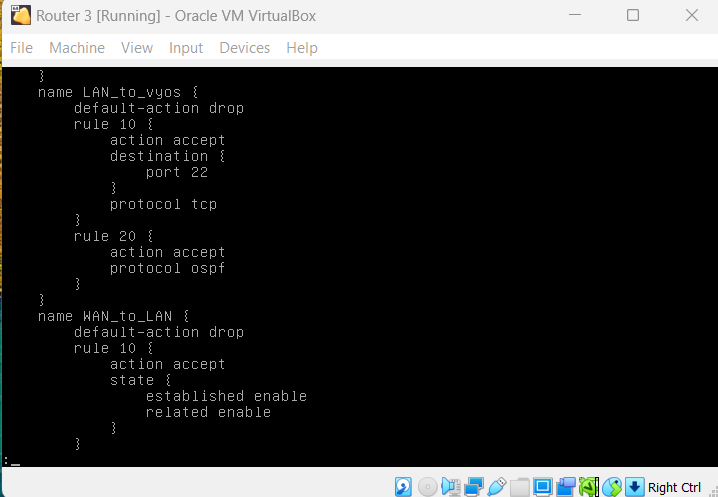 Router 3 [Running] - Oracle VM VirtualBox
File Machine View Input Devices Help
}
name LAN_to_vyos {
default-action drop
rule 10 {
action accept
destination {
port 22
}
protocol tcp
}
rule 20 {
action accept
protocol ospf
}
}
name WAN_to_LAN {
default-action drop
rule 10 {
action accept
state {
established enable
related enable
}
}
:_
Right Ctrl